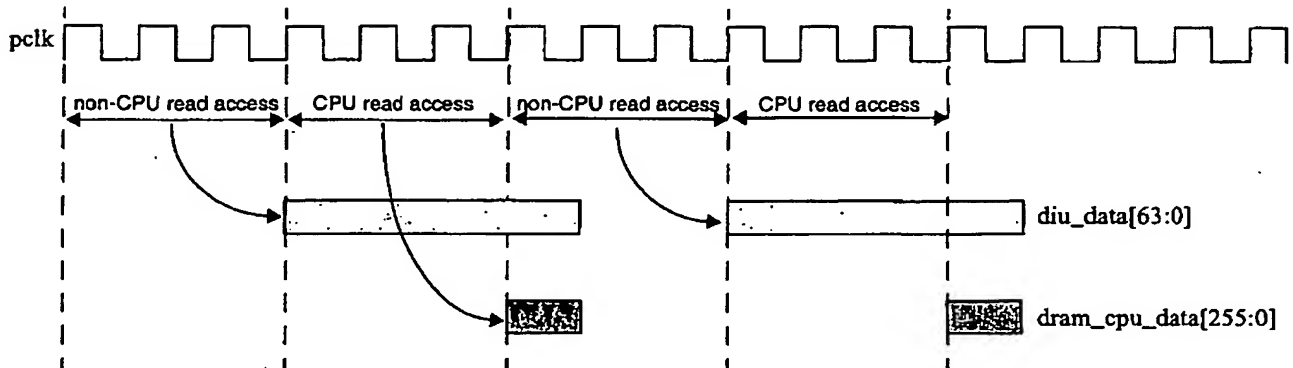 pclk
non-CPU read access CPU read access non-CPU read access CPU read access
diu_data[63:0]
dram_cpu_data[255:0]